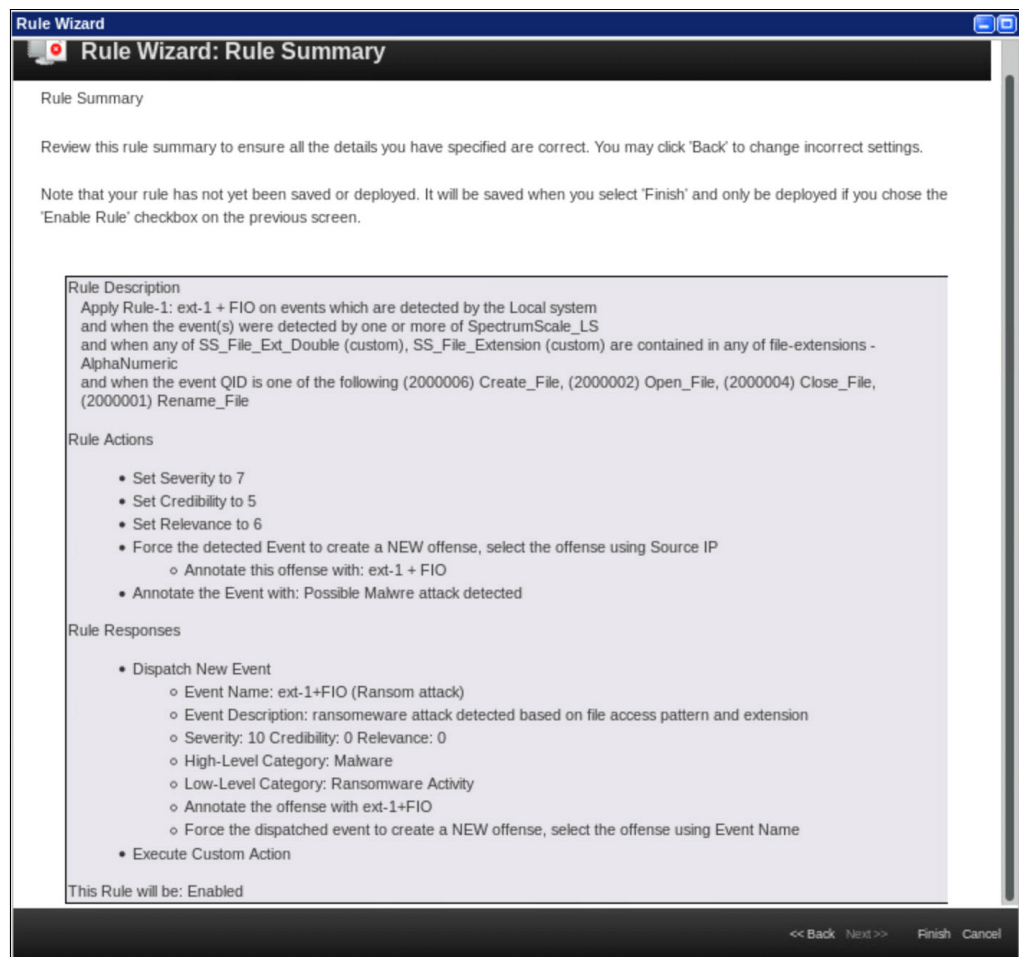 Rule Wizard
Rule Wizard: Rule Summary
Rule Summary
Review this rule summary to ensure all the details you have specified are correct. You may click 'Back' to change incorrect settings.
Note that your rule has not yet been saved or deployed. It will be saved when you select 'Finish' and only be deployed if you chose the
'Enable Rule' checkbox on the previous screen.
Rule Description
Apply Rule-1: ext-1 + FIO on events which are detected by the Local system
and when the event(s) were detected by one or more of SpectrumScale_LS
and when any of SS_File_Ext_Double (custom), SS_File_Extension (custom) are contained in any of file-extensions -
AlphaNumeric
and when the event QID is one of the following (2000006) Create_File, (2000002) Open_File, (2000004) Close_File,
(2000001) Rename_File
Rule Actions
• Set Severity to 7
• Set Credibility to 5
• Set Relevance to 6
• Force the detected Event to create a NEW offense, select the offense using Source IP
○ Annotate this offense with: ext-1 + FIO
• Annotate the Event with: Possible Malwre attack detected
Rule Responses
• Dispatch New Event
○ Event Name: ext-1+FIO (Ransom attack)
○ Event Description: ransomeware attack detected based on file access pattern and extension
○ Severity: 10 Credibility: 0 Relevance: 0
○ High-Level Category: Malware
○ Low-Level Category: Ransomware Activity
○ Annotate the offense with ext-1+FIO
○ Force the dispatched event to create a NEW offense, select the offense using Event Name
• Execute Custom Action
This Rule will be: Enabled
<< Back Next >> Finish Cancel